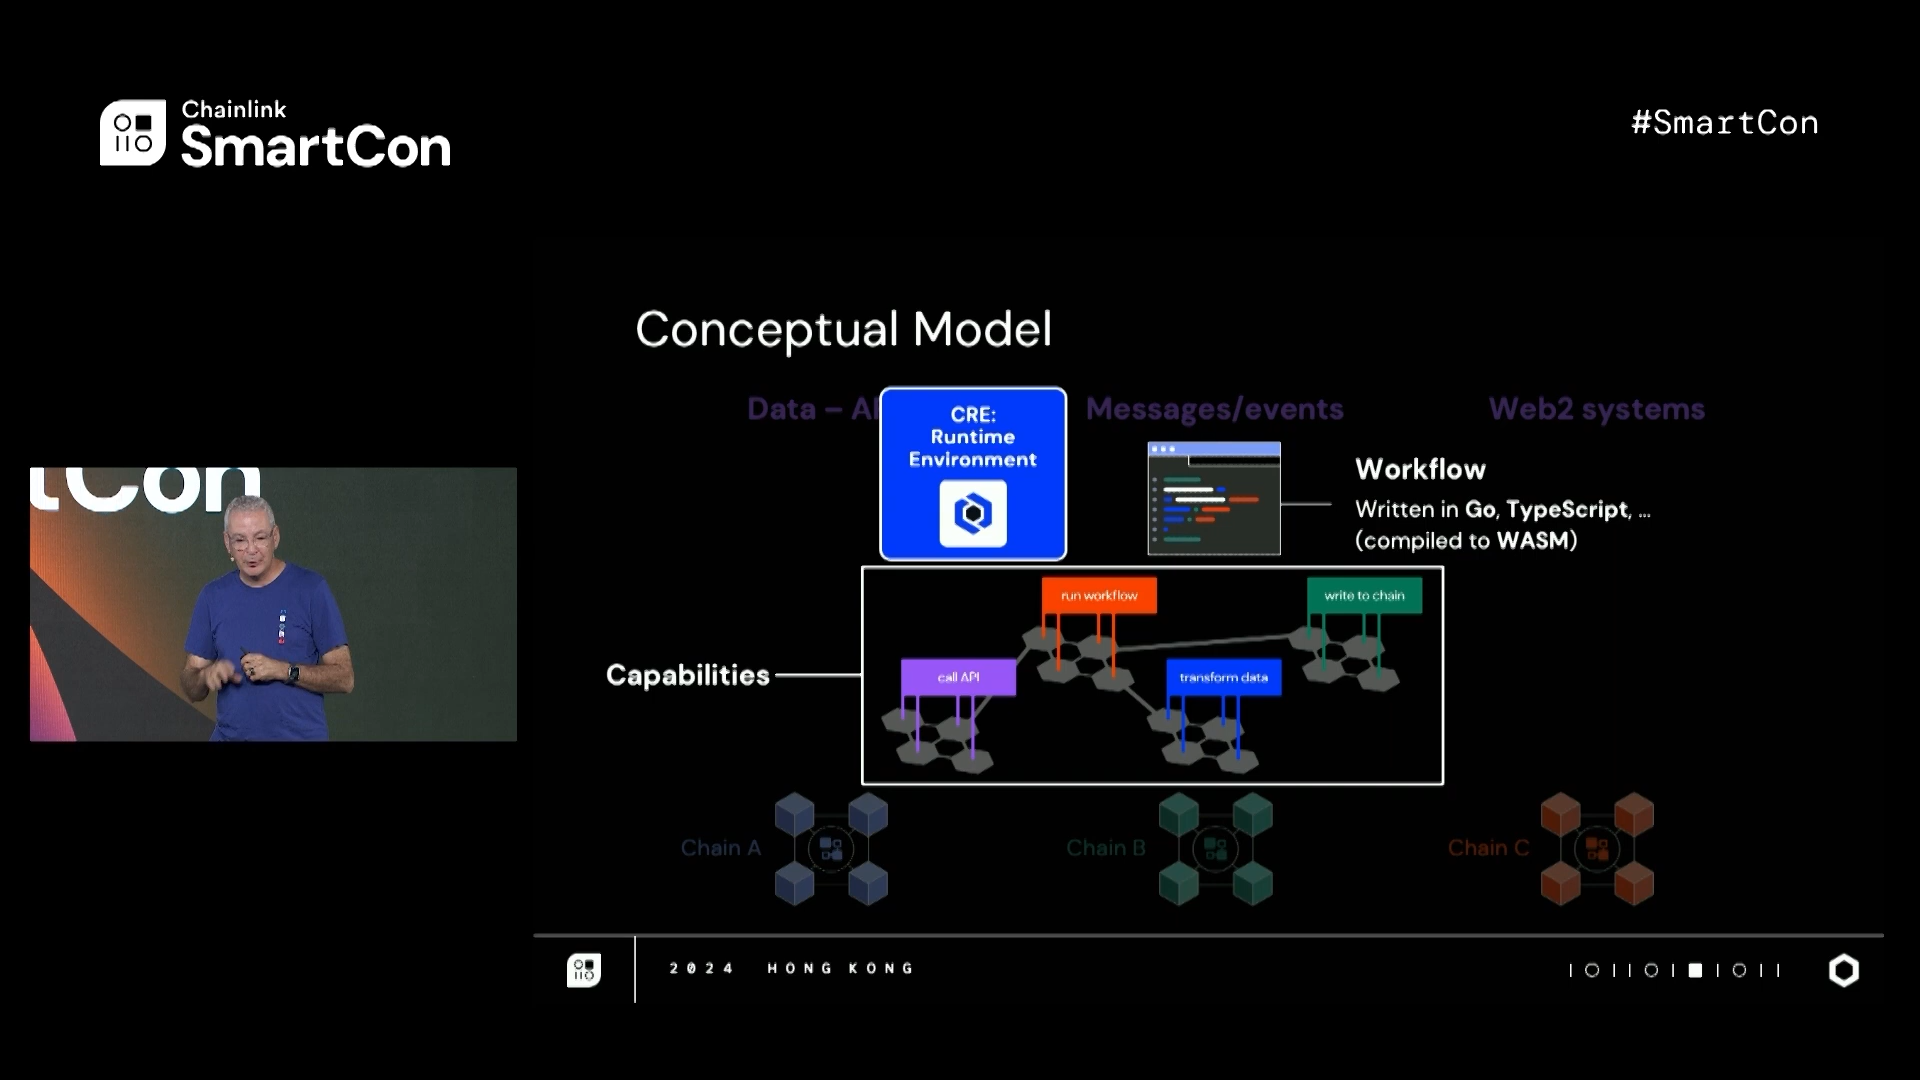 Chainlink
SmartCon
#SmartCon
Conceptual Model
Data – A
CRE:
Runtime
Environment
Messages/events
Web2 systems
Workflow
Written in Go, TypeScript, ...
(compiled to WASM)
tCon
run workflow
write to chain
Capabilities
call API
transform data
Chain A
Chain B
Chain C
2024 HONG KONG